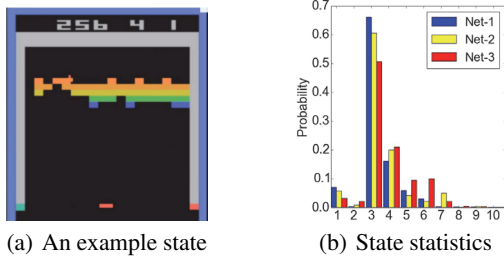 256 4 1
(a) An example state
Probability
0.7
0.6
0.5
0.4
0.3
0.2
0.1
0.0
1 2 3 4 5 6 7 8 9 10
Net-1
Net-2
Net-3
(b) State statistics